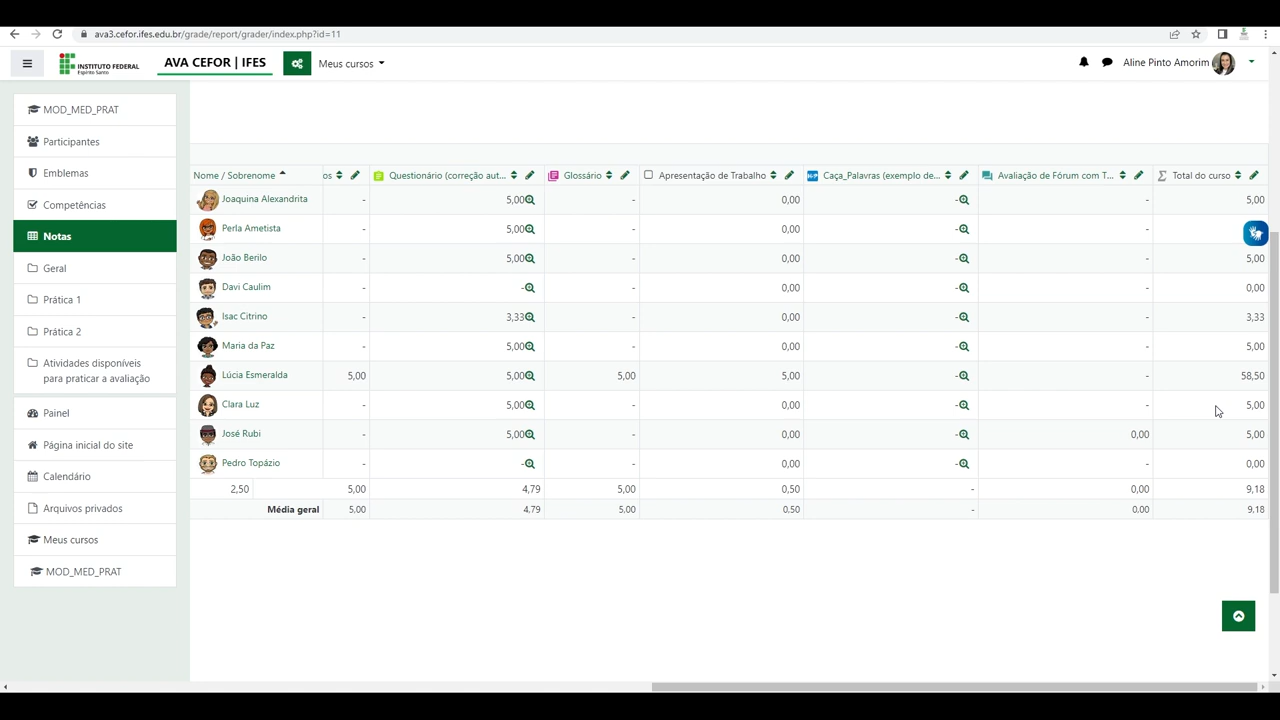 ava3.cefor.ifes.edu.br/grade/report/grader/index.php?id=11
INSTITUTO FEDERAL
Espírito Santo
AVA CEFOR | IFES
Meus cursos
Aline Pinto Amorim
MOD_MED_PRAT
Participantes
Emblemas
Competências
Notas
Geral
Prática 1
Prática 2
Atividades disponíveis
para praticar a avaliação
Painel
Página inicial do site
Calendário
Arquivos privados
Meus cursos
MOD_MED_PRAT
Nome / Sobrenome os Questionário (correção aut... Glossário Apresentação de Trabalho Caça_Palavras (exemplo de... Avaliação de Fórum com T... Total do curso
Joaquina Alexandrita - 5,00 - 0,00 - - 5,00
Perla Ametista - 5,00 - 0,00 - -
João Berilo - 5,00 - 0,00 - - 5,00
Davi Caulim - - - 0,00 - - 0,00
Isac Citrino - 3,33 - 0,00 - - 3,33
Maria da Paz - 5,00 - 0,00 - - 5,00
Lúcia Esmeralda 5,00 5,00 5,00 5,00 - - 58,50
Clara Luz - 5,00 - 0,00 - - 5,00
José Rubi - 5,00 - 0,00 - 0,00 5,00
Pedro Topázio - - - 0,00 - - 0,00
2,50 5,00 4,79 5,00 0,50 - 0,00 9,18
Média geral 5,00 4,79 5,00 0,50 - 0,00 9,18